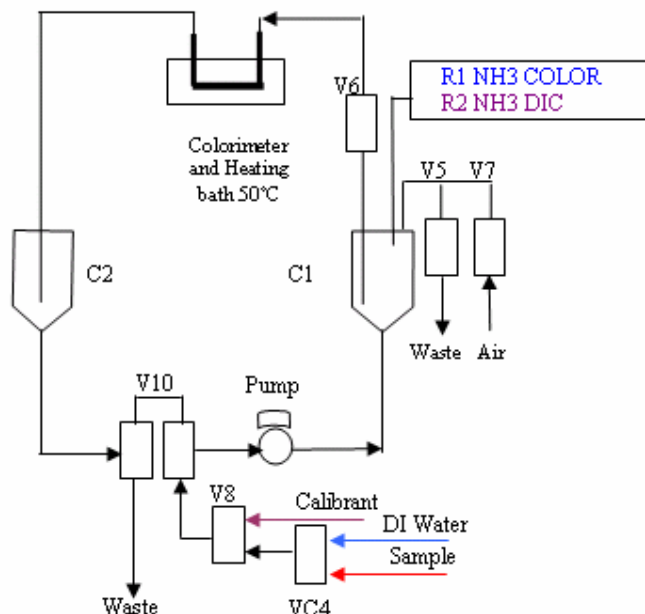 R1 NH3 COLOR
R2 NH3 DIC
V6
Colorimeter
and Heating
bath 50°C
V5
V7
C2
C1
Waste
Air
V10
Pump
V8
Calibrant
DI Water
Sample
Waste
VC4